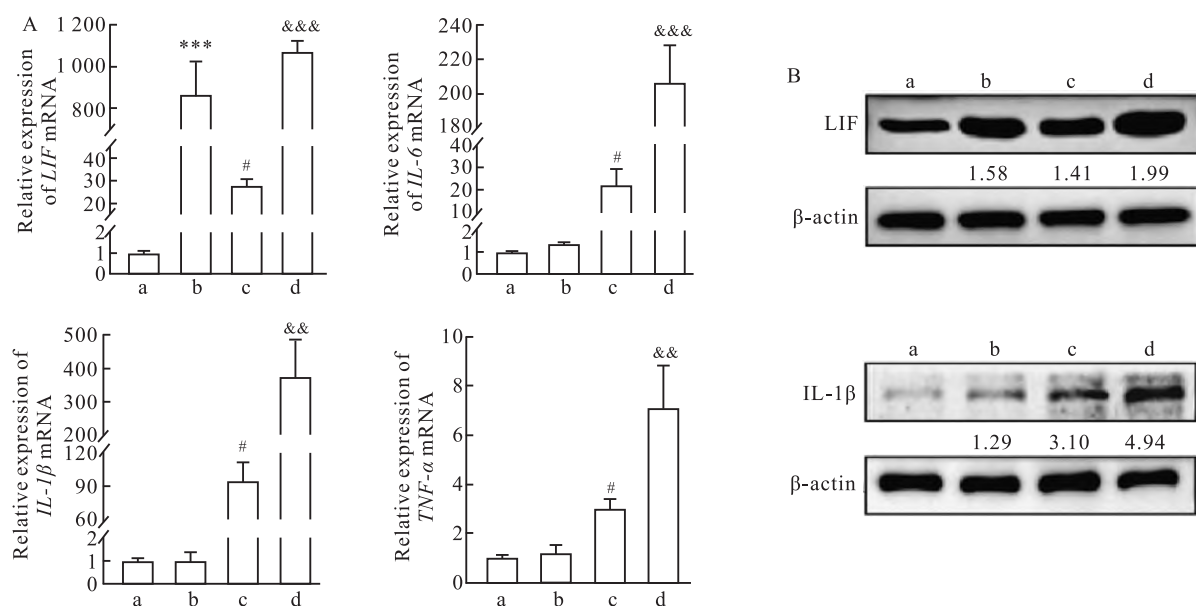 A
Relative expression
of LIF mRNA
1 200
1 000
800
40
30
20
2
1
0
***
#
&&&
a b c d
Relative expression
of IL-6 mRNA
220
200
180
40
20
10
2
1
0
#
&&&
a b c d
Relative expression of
IL-1β mRNA
500
400
300
200
120
90
60
2
1
0
#
&&
a b c d
Relative expression of
TNF-α mRNA
10
8
6
4
2
0
#
&&
a b c d
B
a b c d
LIF
1.58 1.41 1.99
β-actin
a b c d
IL-1β
1.29 3.10 4.94
β-actin